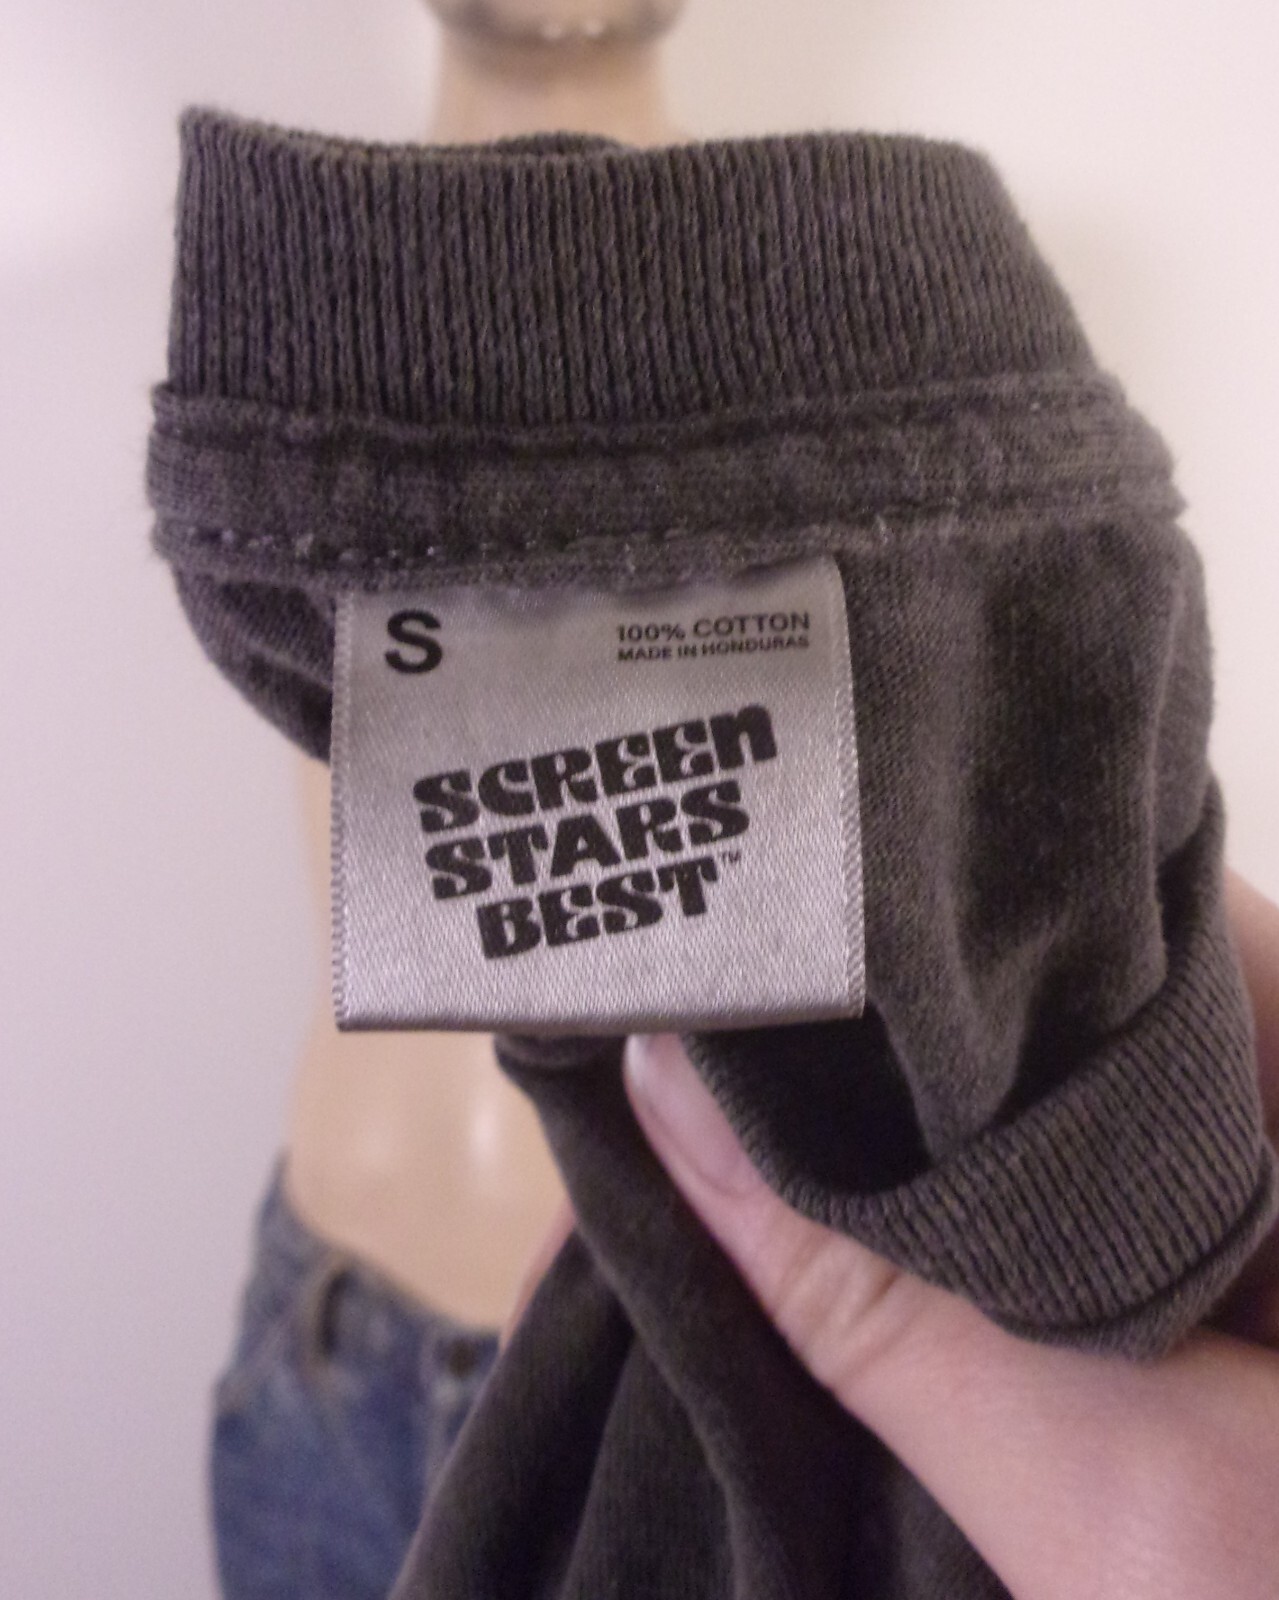 S
100% COTTON
MADE IN HONDURAS
SCREEN
STARS
BEST™